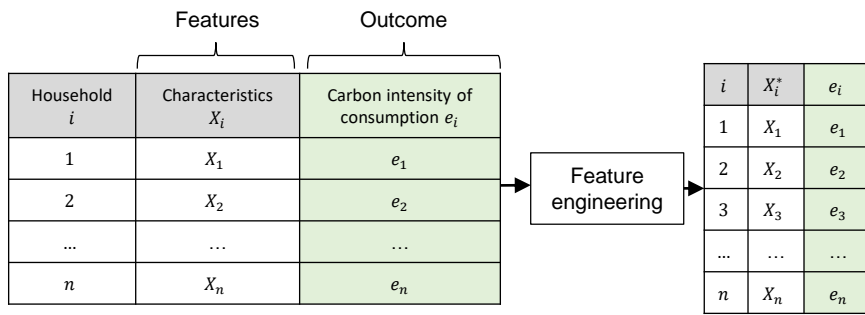 Features Outcome
Household i Characteristics X_i Carbon intensity of consumption e_i
1 X_1 e_1
2 X_2 e_2
... ... ...
n X_n e_n
Feature
engineering
i X_i^* e_i
1 X_1 e_1
2 X_2 e_2
3 X_3 e_3
... ... ...
n X_n e_n